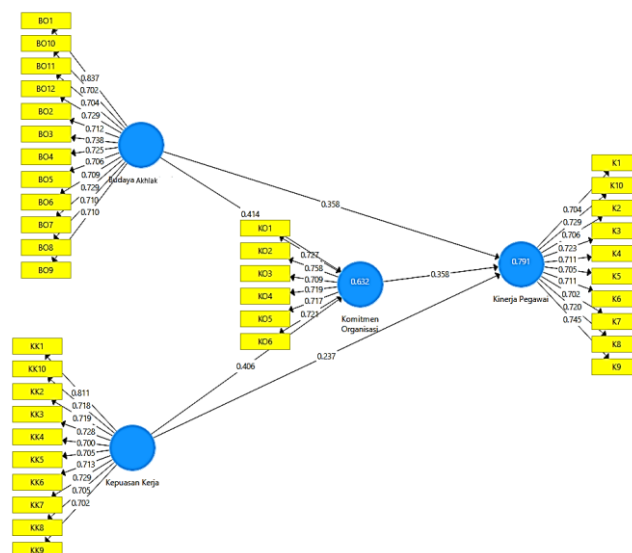 BO1
BO10
BO11
BO12
BO2
BO3
BO4
BO5
BO6
BO7
BO8
BO9
0.837
0.702
0.704
0.729
0.712
0.738
0.725
0.706
0.709
0.729
0.710
0.710
Budaya Akhlak
0.414
0.358
KO1
KO2
KO3
KO4
KO5
KO6
0.727
0.758
0.709
0.719
0.717
0.721
0.632
Komitmen
Organisasi
0.358
0.791
Kinerja Pegawai
0.704
0.729
0.706
0.723
0.711
0.705
0.711
0.702
0.720
0.745
K1
K10
K2
K3
K4
K5
K6
K7
K8
K9
0.406
0.237
KK1
KK10
KK2
KK3
KK4
KK5
KK6
KK7
KK8
KK9
0.811
0.718
0.719
0.728
0.700
0.705
0.713
0.729
0.705
0.702
Kepuasan Kerja